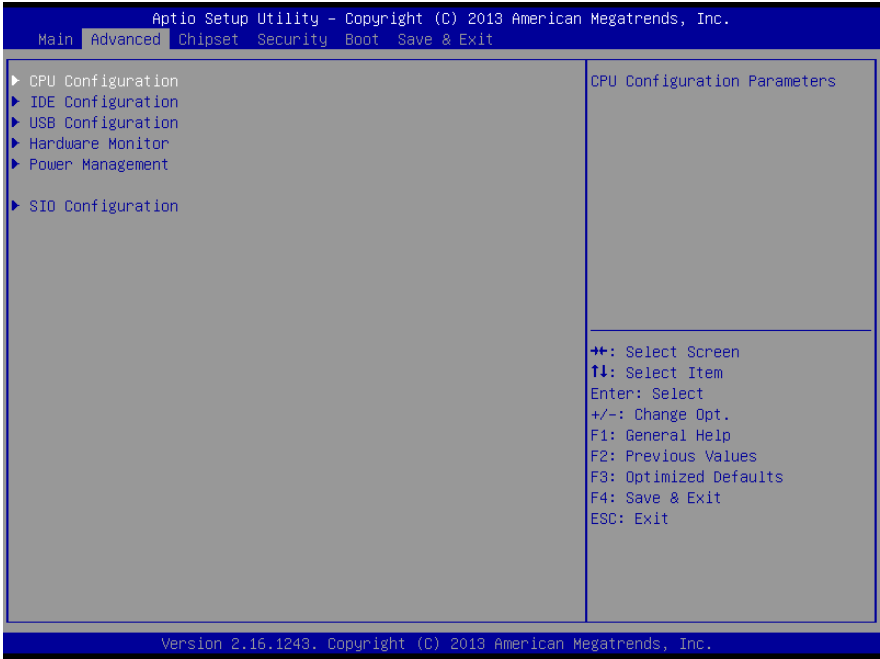 Aptio Setup Utility – Copyright (C) 2013 American Megatrends, Inc.
Main Advanced Chipset Security Boot Save & Exit
▶ CPU Configuration
▶ IDE Configuration
▶ USB Configuration
▶ Hardware Monitor
▶ Power Management
▶ SIO Configuration
CPU Configuration Parameters
→←: Select Screen
↑↓: Select Item
Enter: Select
+/-: Change Opt.
F1: General Help
F2: Previous Values
F3: Optimized Defaults
F4: Save & Exit
ESC: Exit
Version 2.16.1243. Copyright (C) 2013 American Megatrends, Inc.